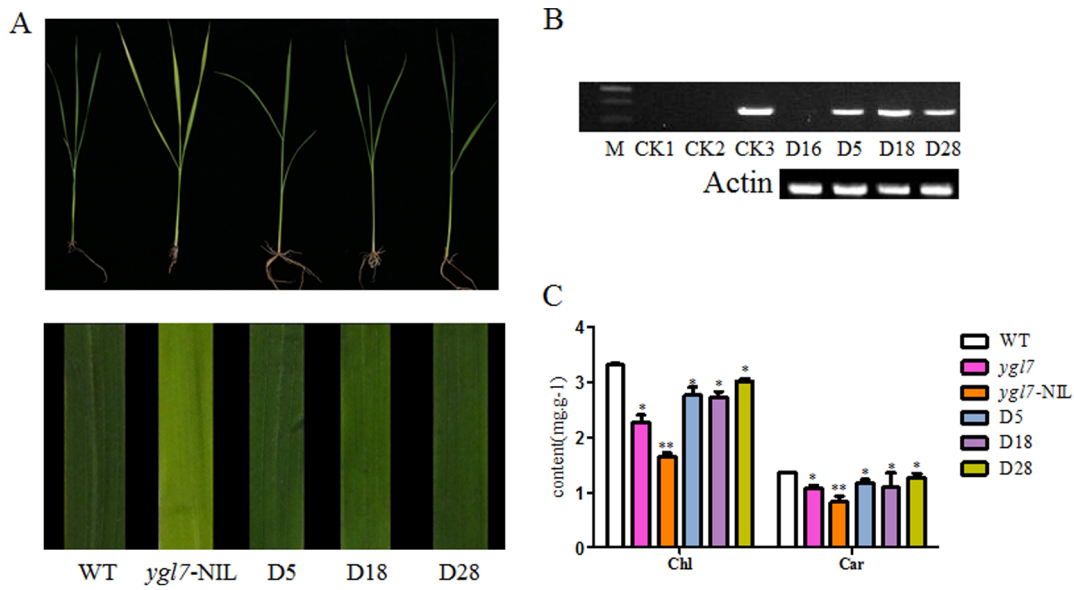 A
WT ygl7-NIL D5 D18 D28
B
M CK1 CK2 CK3 D16 D5 D18 D28
Actin
C
content(mg.g-1)
4
3
2
1
0
* ** * * *
* ** * * *
Chl Car
WT
ygl7
ygl7-NIL
D5
D18
D28